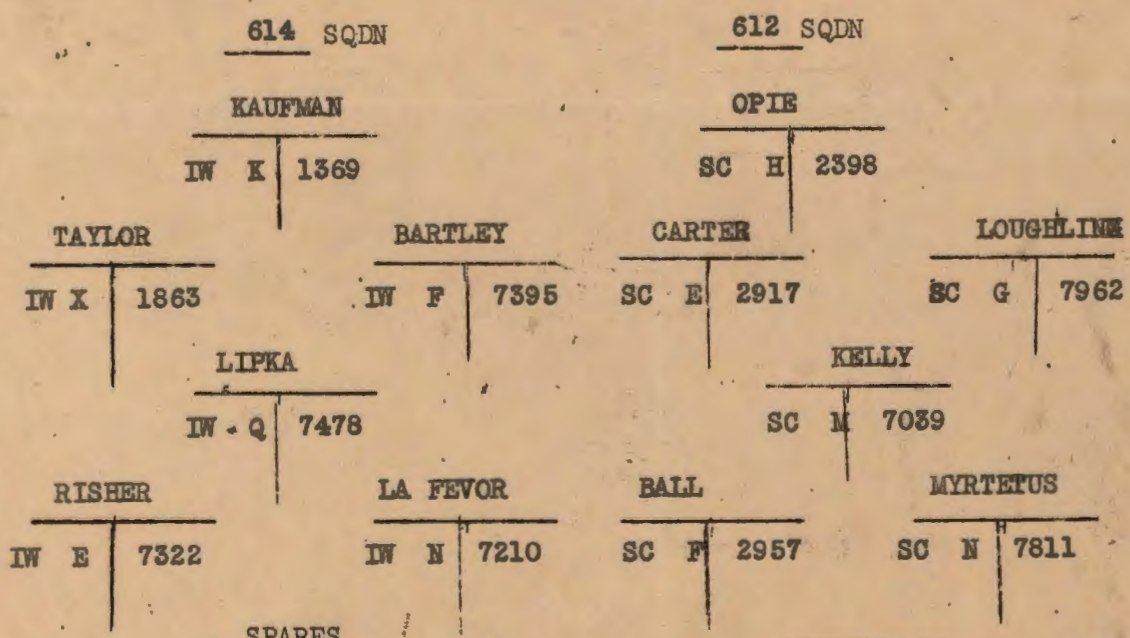 614 SQDN 612 SQDN
KAUFMAN OPIE
IW K 1369 SC H 2398
TAYLOR BARTLEY CARTER LOUGHLINE
IW X 1863 IW F 7395 SC E 2917 SC G 7962
LIPKA KELLY
IW Q 7478 SC M 7039
RISHER LA FEVOR BALL MYRTETUS
IW E 7322 IW N 7210 SC F 2957 SC N 7811
SPARES